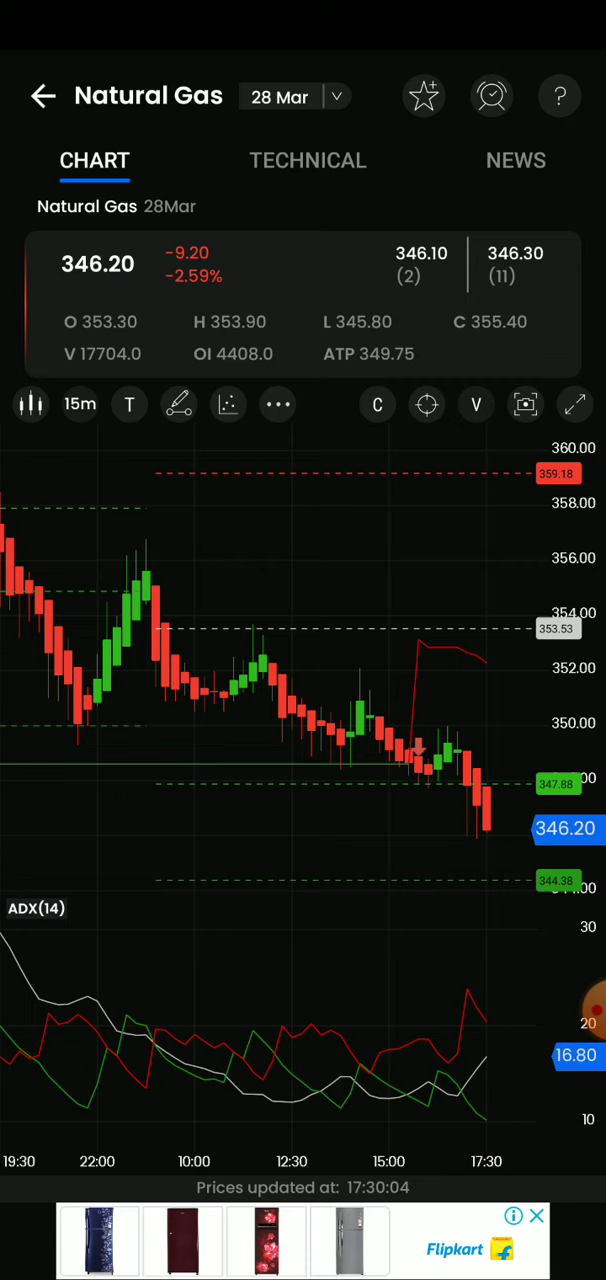 Natural Gas 28 Mar ?
CHART TECHNICAL NEWS
Natural Gas 28Mar
346.20 -9.20 346.10 346.30
-2.59% (2) (11)
O 353.30 H 353.90 L 345.80 C 355.40
V 17704.0 OI 4408.0 ATP 349.75
15m T C V
360.00
359.18
358.00
356.00
354.00
353.53
352.00
350.00
347.88
346.20
344.38
ADX(14)
30
20
16.80
10
19:30 22:00 10:00 12:30 15:00 17:30
Prices updated at: 17:30:04
Flipkart